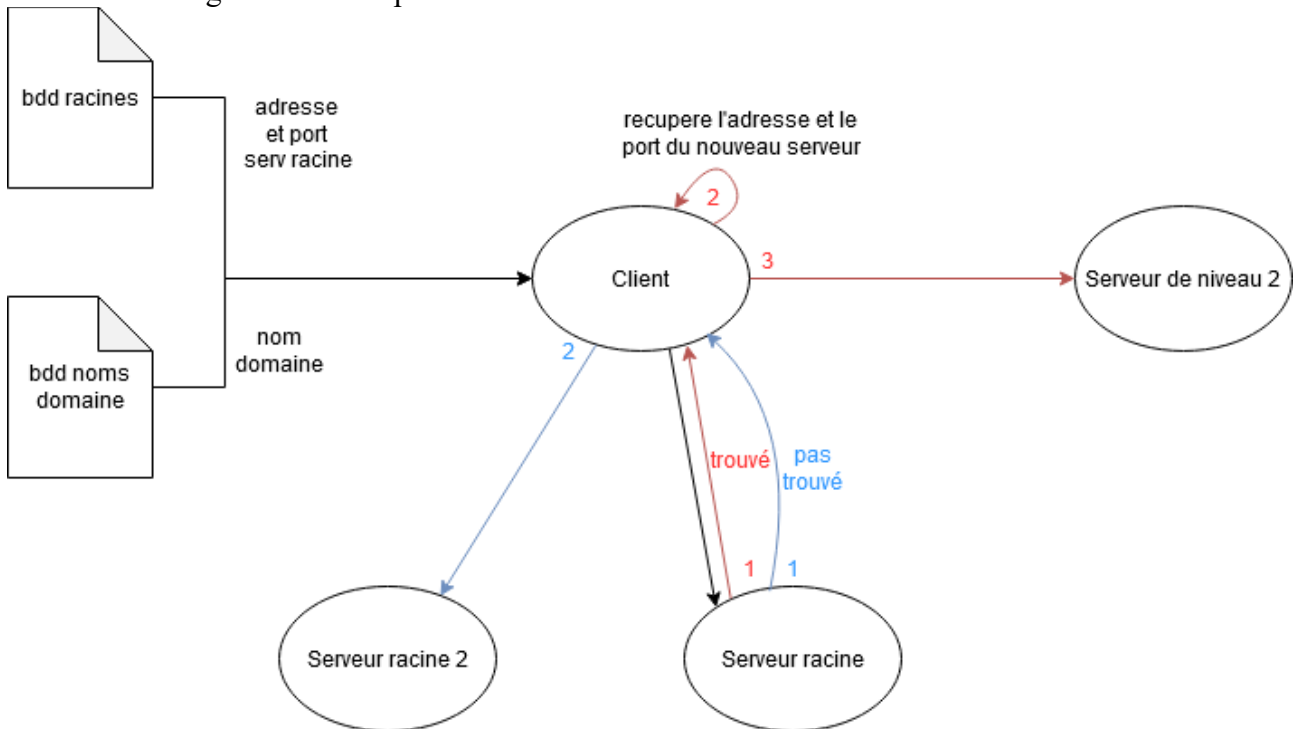 bdd racines
adresse
et port
serv racine
recupere l'adresse et le
port du nouveau serveur
2
Client
3
Serveur de niveau 2
bdd noms
domaine
nom
domaine
2
trouvé
pas
trouvé
1
1
Serveur racine 2
Serveur racine